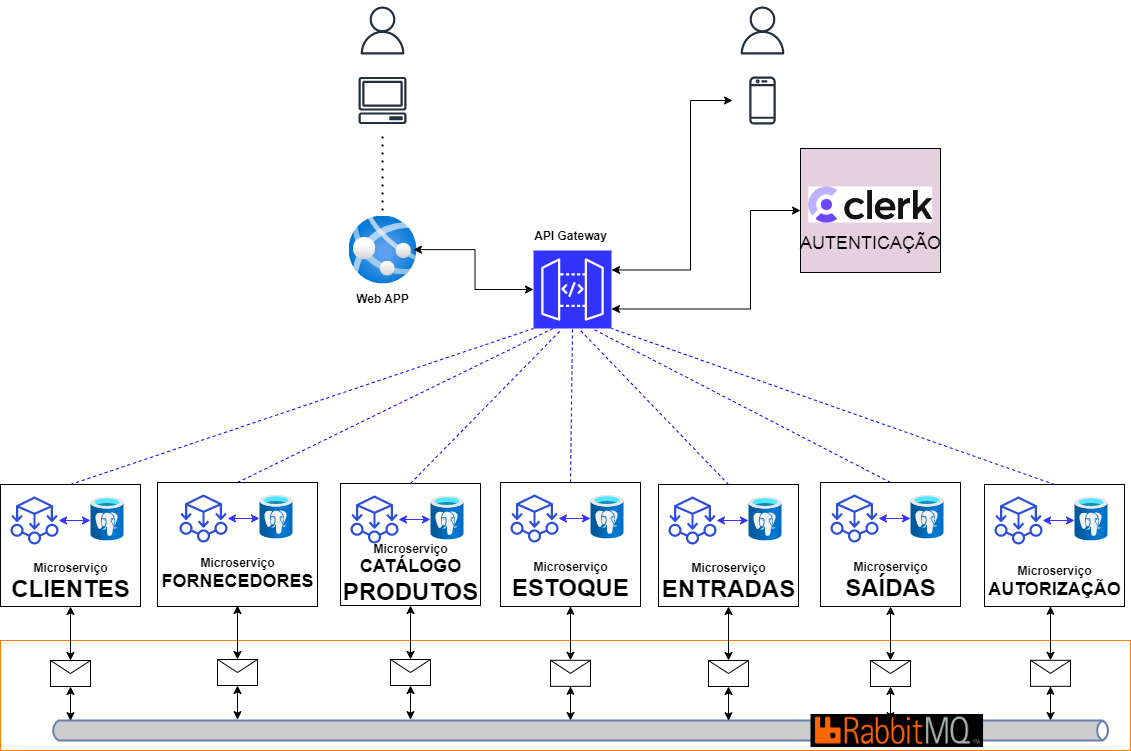 clerk
AUTENTICAÇÃO
API Gateway
Web APP
</>
Microserviço
CLIENTES
Microserviço
FORNECEDORES
Microserviço
CATÁLOGO
PRODUTOS
Microserviço
ESTOQUE
Microserviço
ENTRADAS
Microserviço
SAÍDAS
Microserviço
AUTORIZAÇÃO
RabbitMQ™